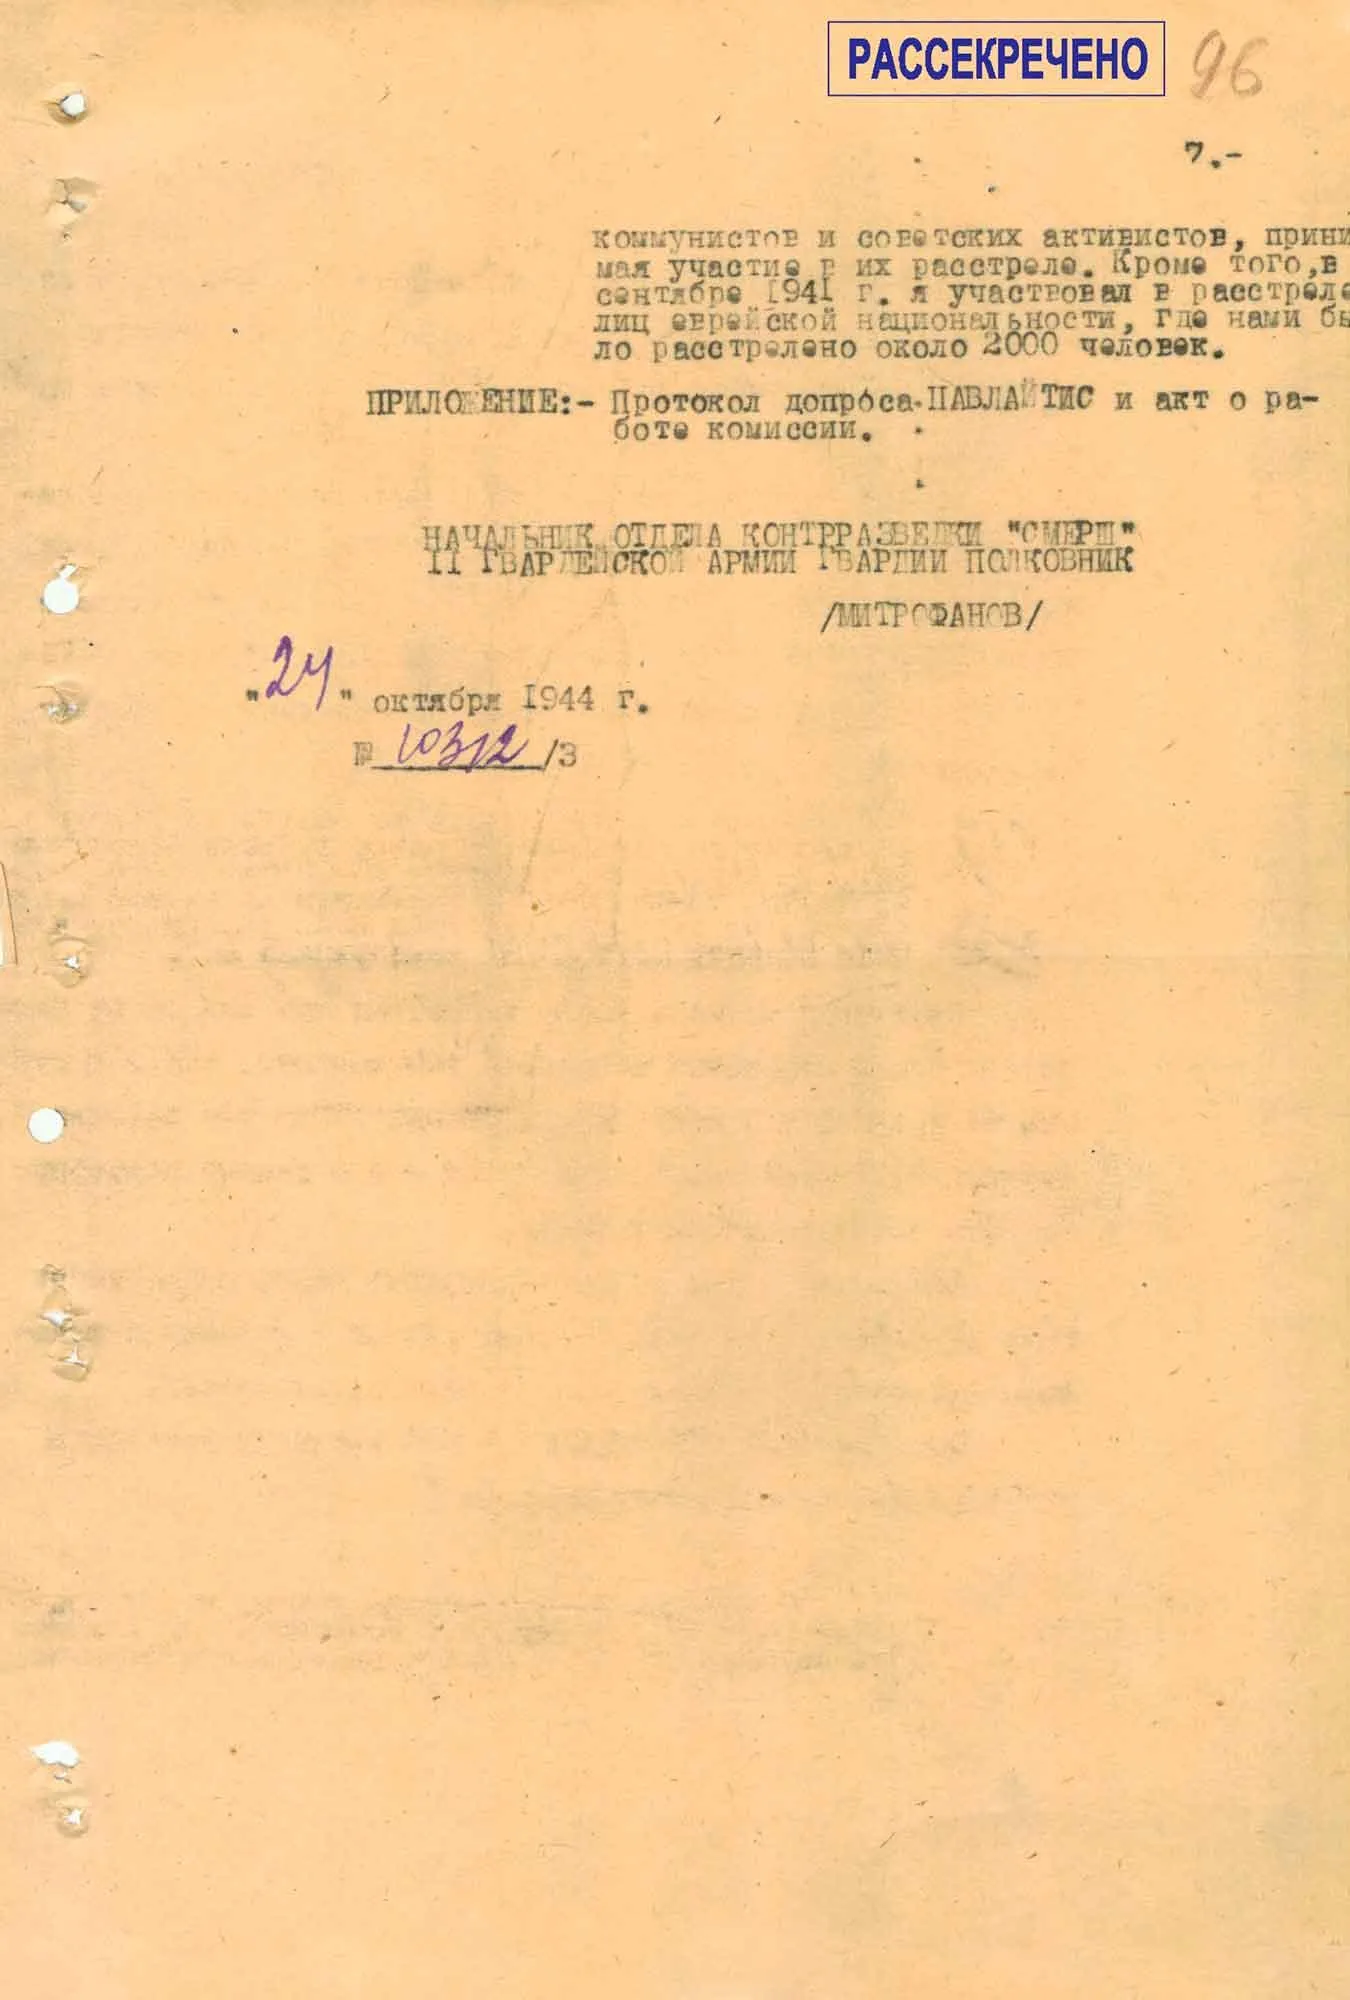 РАССЕКРЕЧЕНО 96
7.-
коммунистов и советских активистов, прини
мая участие в их расстреле. Кроме того,в
сентябре 1941 г. я участвовал в расстреле
лиц еврейской национальности, где нами бы
ло расстрелено около 2000 человек.
ПРИЛОЖЕНИЕ:- Протокол допроса ПАВЛАЙТИС и акт о ра-
боте комиссии.
НАЧАЛЬНИК ОТДЕЛА КОНТРРАЗВЕДКИ "СМЕРШ"
II ГВАРДЕЙСКОЙ АРМИИ ГВАРДИИ ПОЛКОВНИК
/МИТРОФАНОВ/
"24" октября 1944 г.
№ 10312/3